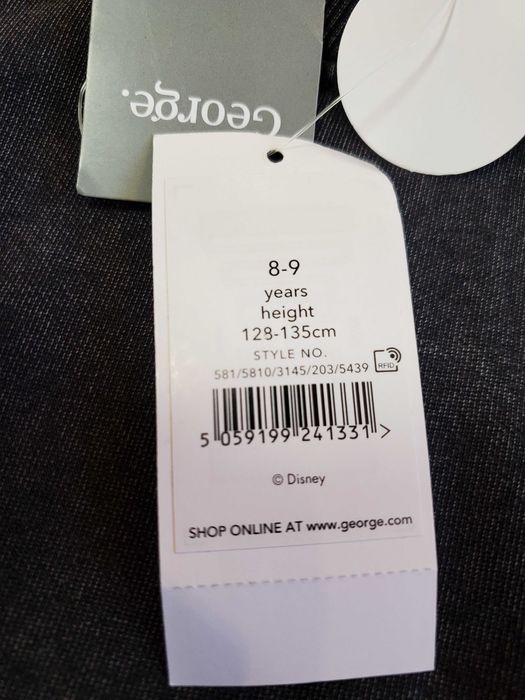 George.
8-9
years
height
128-135cm
STYLE NO.
581/5810/3145/203/5439
RFID
5 059199 241331 >
© Disney
SHOP ONLINE AT www.george.com